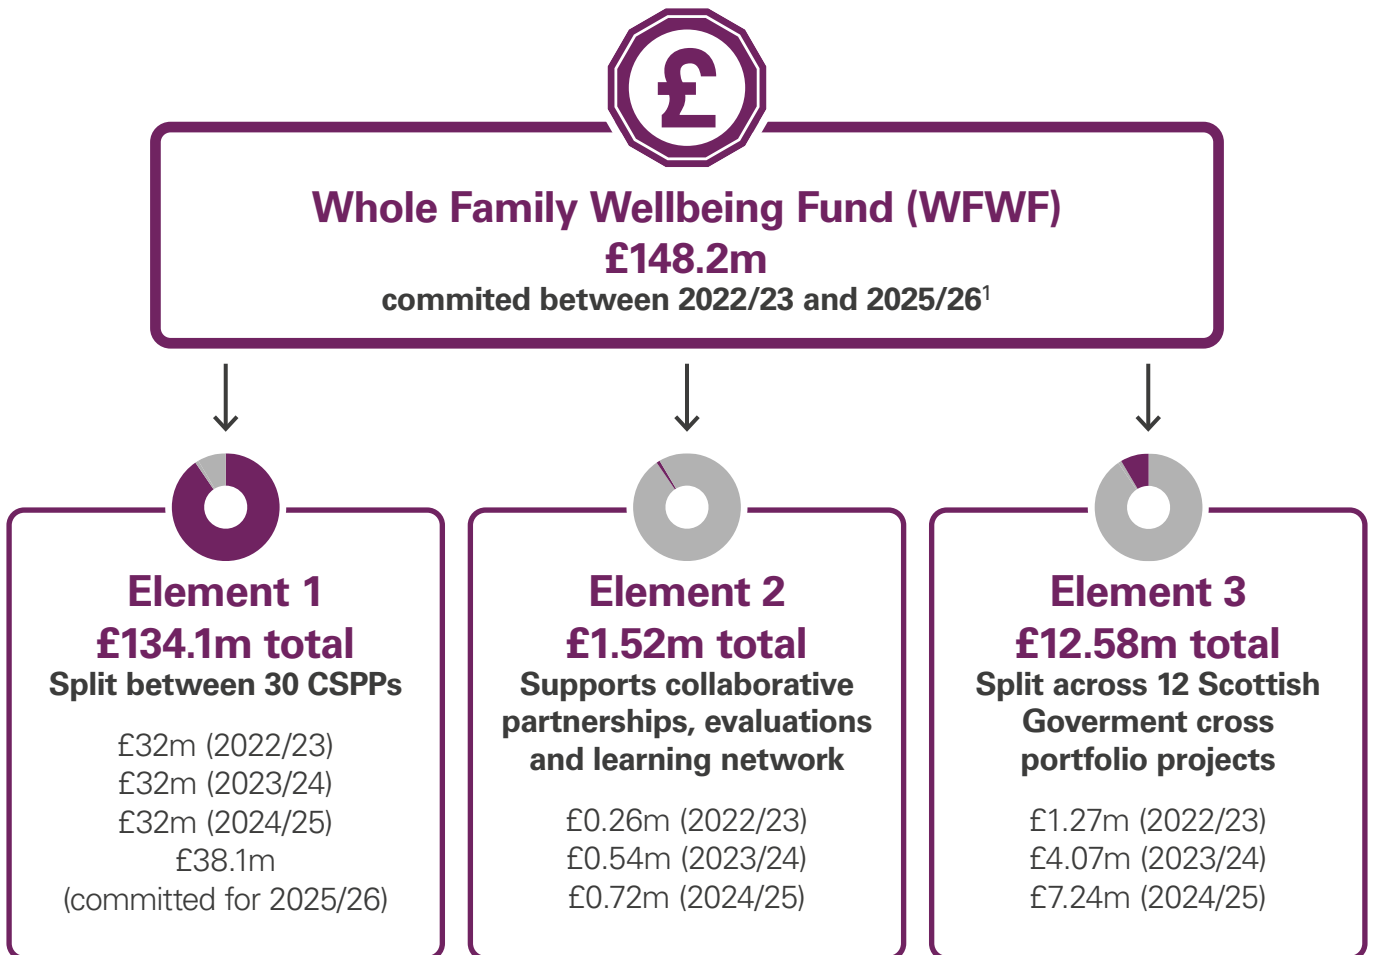 £
Whole Family Wellbeing Fund (WFWF)
£148.2m
commited between 2022/23 and 2025/26¹
Element 1
£134.1m total
Split between 30 CSPPs
£32m (2022/23)
£32m (2023/24)
£32m (2024/25)
£38.1m
(committed for 2025/26)
Element 2
£1.52m total
Supports collaborative
partnerships, evaluations
and learning network
£0.26m (2022/23)
£0.54m (2023/24)
£0.72m (2024/25)
Element 3
£12.58m total
Split across 12 Scottish
Goverment cross
portfolio projects
£1.27m (2022/23)
£4.07m (2023/24)
£7.24m (2024/25)